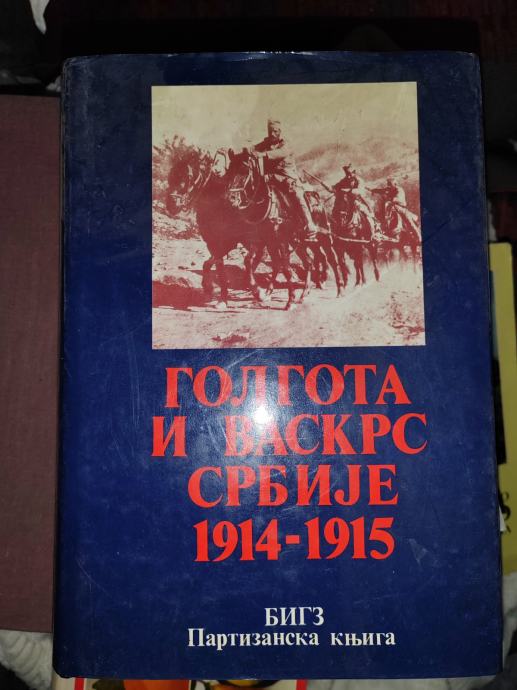 ГОЛГОТА
И ВАСКРС
СРБИЈЕ
1914-1915
БИГЗ
Партизанска књига